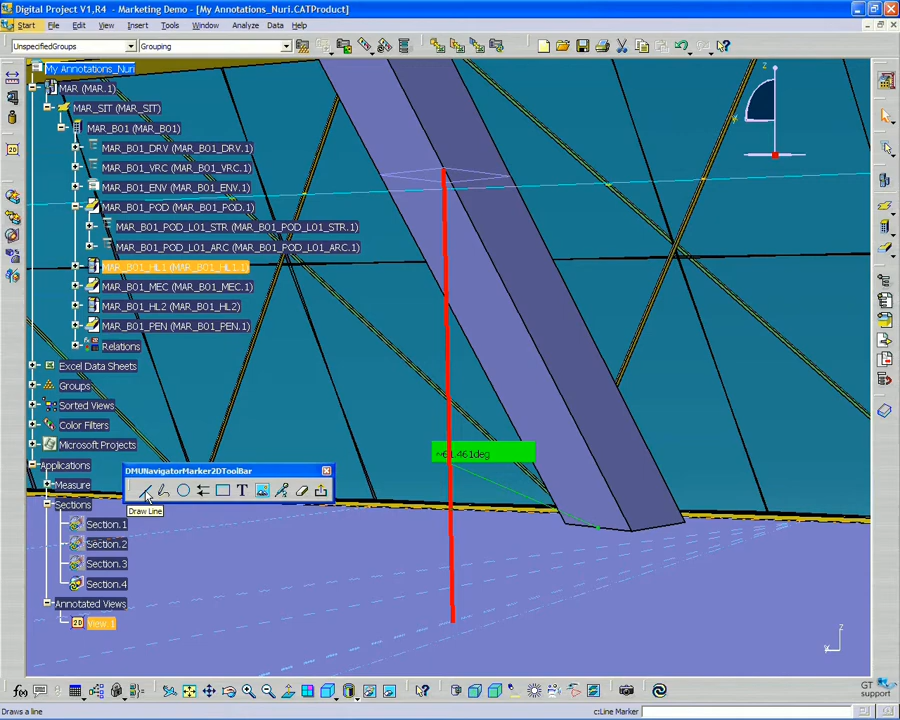 Digital Project V1,R4 - Marketing Demo - [My Annotations_Nuri.CATProduct]
Start File Edit View Insert Tools Window Analyze Data Help
UnspecifiedGroups Grouping
My Annotations_Nuri
MAR (MAR.1)
MAR_SIT (MAR_SIT)
MAR_B01 (MAR_B01)
MAR_B01_DRV (MAR_B01_DRV.1)
MAR_B01_VRC (MAR_B01_VRC.1)
MAR_B01_ENV (MAR_B01_ENV.1)
MAR_B01_POD (MAR_B01_POD.1)
MAR_B01_POD_L01_STR (MAR_B01_POD_L01_STR.1)
MAR_B01_POD_L01_ARC (MAR_B01_POD_L01_ARC.1)
MAR_B01_HL1 (MAR_B01_HL1.1)
MAR_B01_MEC (MAR_B01_MEC.1)
MAR_B01_HL2 (MAR_B01_HL2)
MAR_B01_PEN (MAR_B01_PEN.1)
Relations
Excel Data Sheets
Groups
Sorted Views
Color Filters
Microsoft Projects
Applications
Measure
Sections
Section.1
Section.2
Section.3
Section.4
Annotated Views
View.1
DMUNavigatorMarker2DToolBar
Draw Line
z
y
z
y
f(x)
GT
support
Draws a line
c:Line Marker